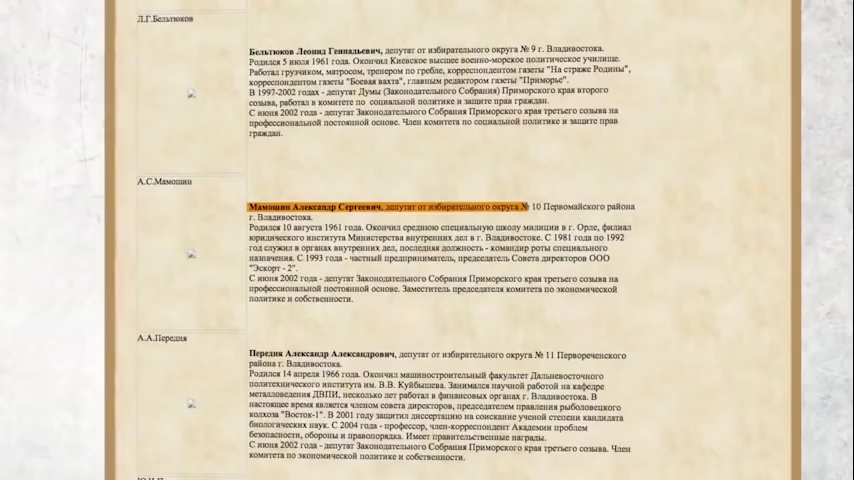 Л.Г.Бельтюков
Бельтюков Леонид Геннадьевич, депутат от избирательного округа № 9 г. Владивостока.
Родился 5 июля 1961 года. Окончил Киевское высшее военно-морское политическое училище.
Работал грузчиком, матросом, тренером по гребле, корреспондентом газеты "На страже Родины",
корреспондентом газеты "Боевая вахта", главным редактором газеты "Приморье".
В 1997-2002 годах - депутат Думы (Законодательного Собрания) Приморского края второго
созыва, работал в комитете по социальной политике и защите прав граждан.
С июня 2002 года - депутат Законодательного Собрания Приморского края третьего созыва на
профессиональной постоянной основе. Член комитета по социальной политике и защите прав
граждан.
А.С.Мамошин
Мамошин Александр Сергеевич, депутат от избирательного округа № 10 Первомайского района
г. Владивостока.
Родился 10 августа 1961 года. Окончил среднюю специальную школу милиции в г. Орле, филиал
юридического института Министерства внутренних дел в г. Владивостоке. С 1981 года по 1992
год служил в органах внутренних дел, последняя должность - командир роты специального
назначения. С 1993 года - частный предприниматель, председатель Совета директоров ООО
"Эскорт - 2".
С июня 2002 года - депутат Законодательного Собрания Приморского края третьего созыва на
профессиональной постоянной основе. Заместитель председателя комитета по экономической
политике и собственности.
А.А.Передня
Передня Александр Александрович, депутат от избирательного округа № 11 Первореченского
района г. Владивостока.
Родился 14 апреля 1966 года. Окончил машиностроительный факультет Дальневосточного
политехнического института им. В.В. Куйбышева. Занимался научной работой на кафедре
металловедения ДВПИ, несколько лет работал в финансовых органах г. Владивостока. В
настоящее время является членом совета директоров, председателем правления рыболовецкого
колхоза "Восток-1". В 2001 году защитил диссертацию на соискание ученой степени кандидата
биологических наук. С 2004 года - профессор, член-корреспондент Академии проблем
безопасности, обороны и правопорядка. Имеет правительственные награды.
С июня 2002 года - депутат Законодательного Собрания Приморского края третьего созыва. Член
комитета по экономической политике и собственности.